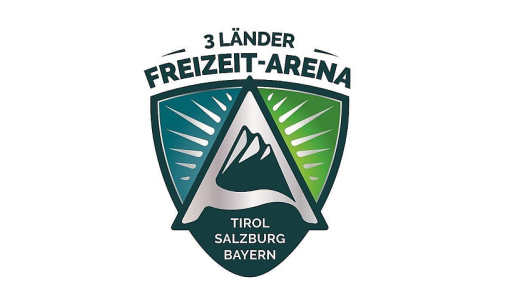 3 LÄNDER
FREIZEIT-ARENA
TIROL
SALZBURG
BAYERN